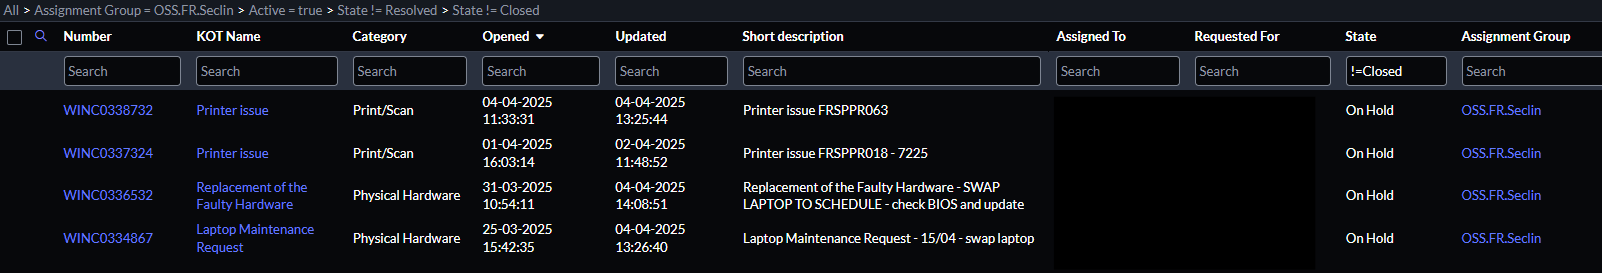 All > Assignment Group = OSS.FR.Seclin > Active = true > State != Resolved > State != Closed
Number KOT Name Category Opened Updated Short description Assigned To Requested For State Assignment Group
Search Search Search Search Search Search Search Search !=Closed Search
WINC0338732 Printer issue Print/Scan 04-04-2025 11:33:31 04-04-2025 13:25:44 Printer issue FRSPPR063 On Hold OSS.FR.Seclin
WINC0337324 Printer issue Print/Scan 01-04-2025 16:03:14 02-04-2025 11:48:52 Printer issue FRSPPR018 - 7225 On Hold OSS.FR.Seclin
WINC0336532 Replacement of the Faulty Hardware Physical Hardware 31-03-2025 10:54:11 04-04-2025 14:08:51 Replacement of the Faulty Hardware - SWAP LAPTOP TO SCHEDULE - check BIOS and update On Hold OSS.FR.Seclin
WINC0334867 Laptop Maintenance Request Physical Hardware 25-03-2025 15:42:35 04-04-2025 13:26:40 Laptop Maintenance Request - 15/04 - swap laptop On Hold OSS.FR.Seclin